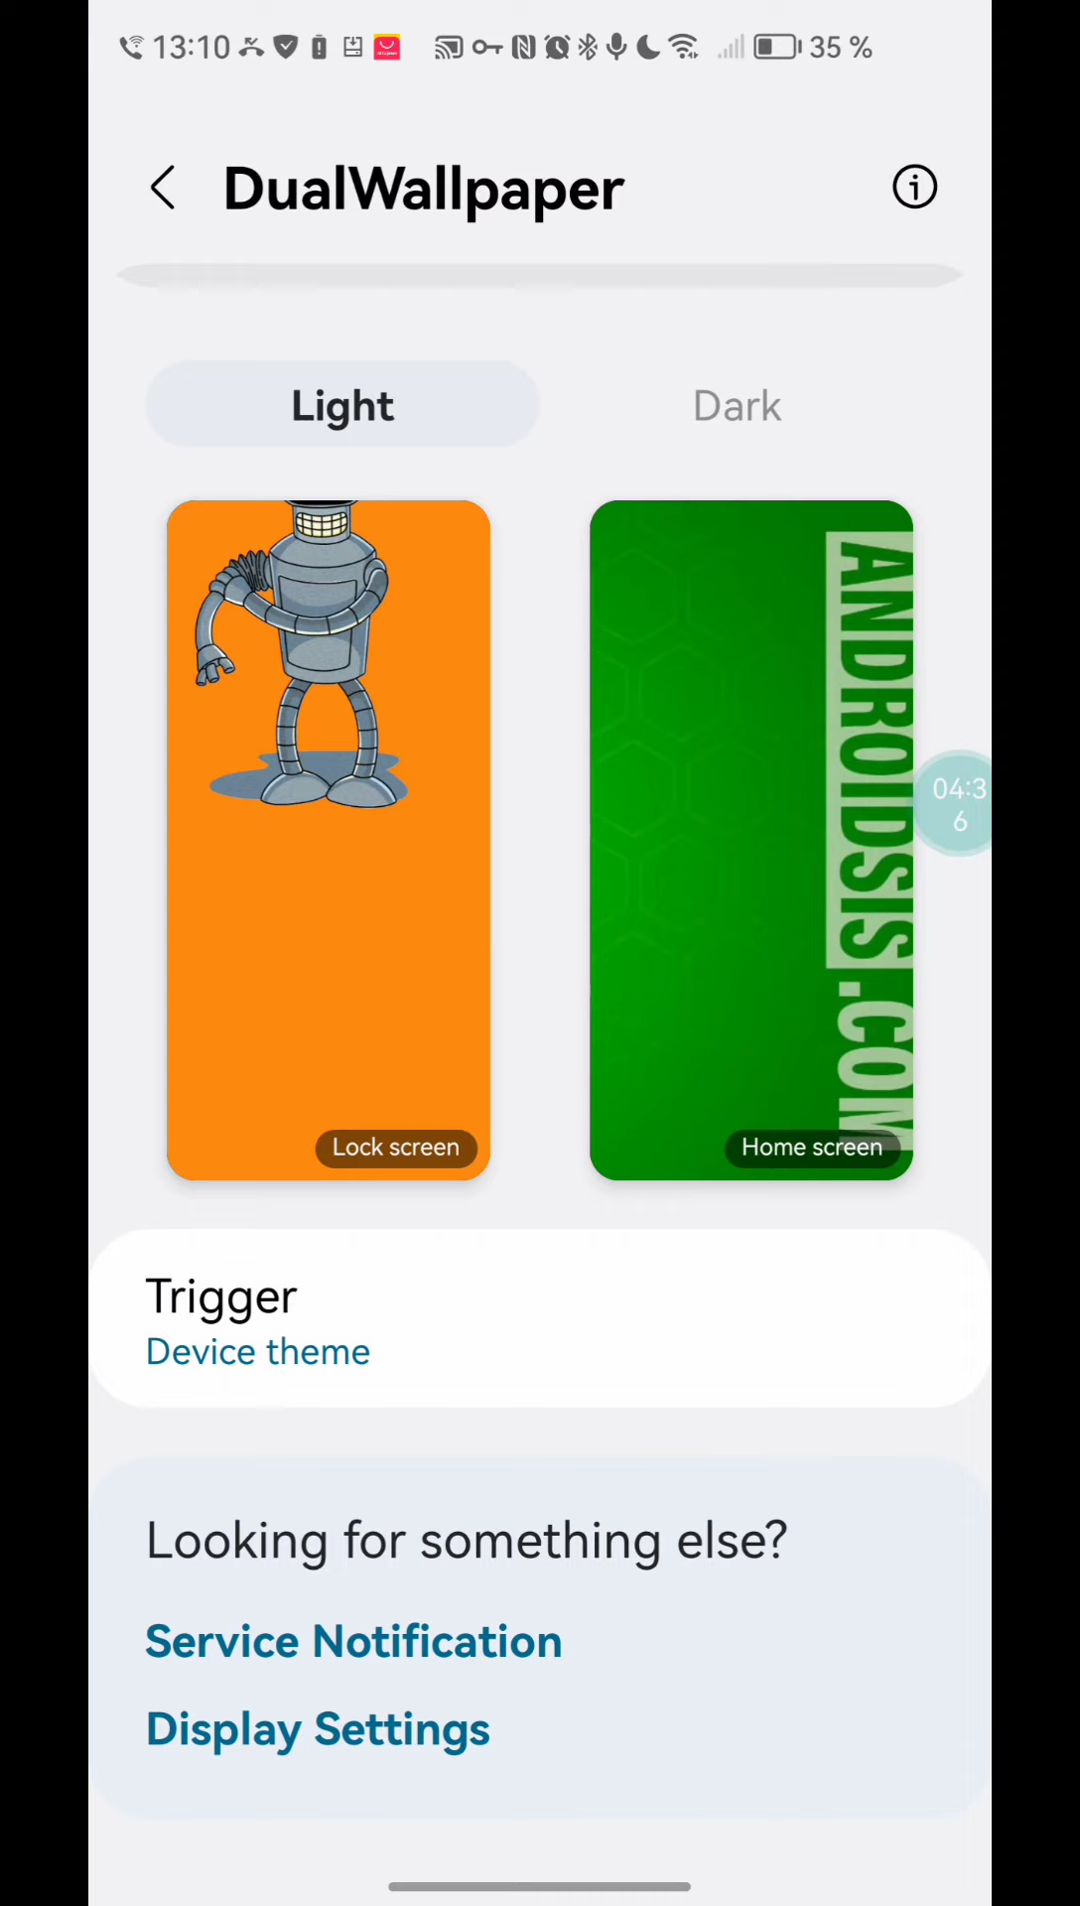 13:10 35 %
DualWallpaper
Light Dark
ANDROIDSIS.COM
04:3
6
Lock screen Home screen
Trigger
Device theme
Looking for something else?
Service Notification
Display Settings